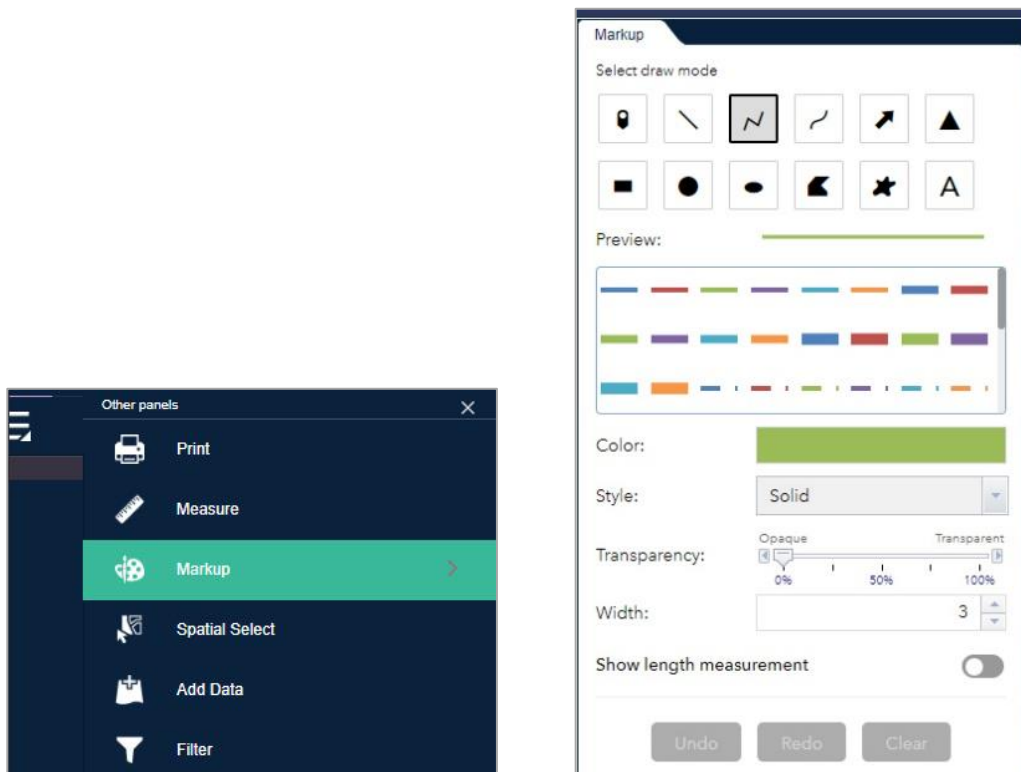 Other panels
Print
Measure
Markup
Spatial Select
Add Data
Filter
Markup
Select draw mode
A
Preview:
Color:
Style: Solid
Opaque Transparent
Transparency:
0% 50% 100%
Width: 3
Show length measurement
Undo Redo Clear